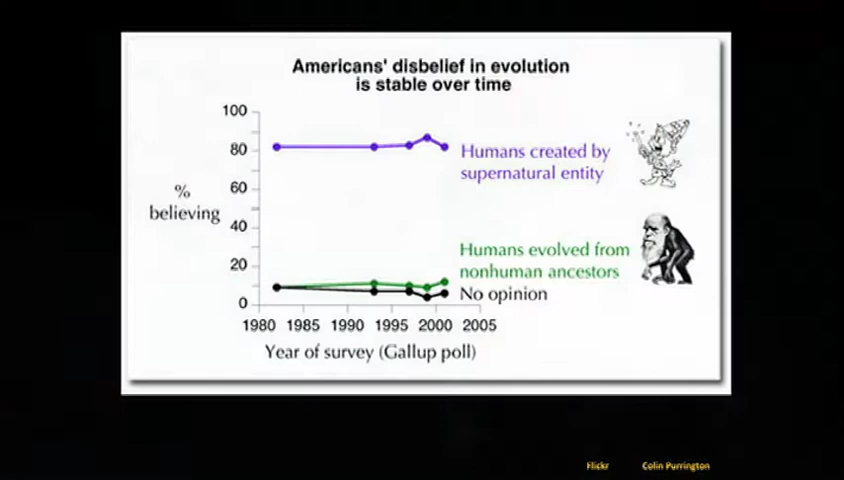 Americans' disbelief in evolution
is stable over time
100
80
60
40
20
0
%
believing
Humans created by
supernatural entity
Humans evolved from
nonhuman ancestors
No opinion
1980 1985 1990 1995 2000 2005
Year of survey (Gallup poll)
Flickr Colin Purrington